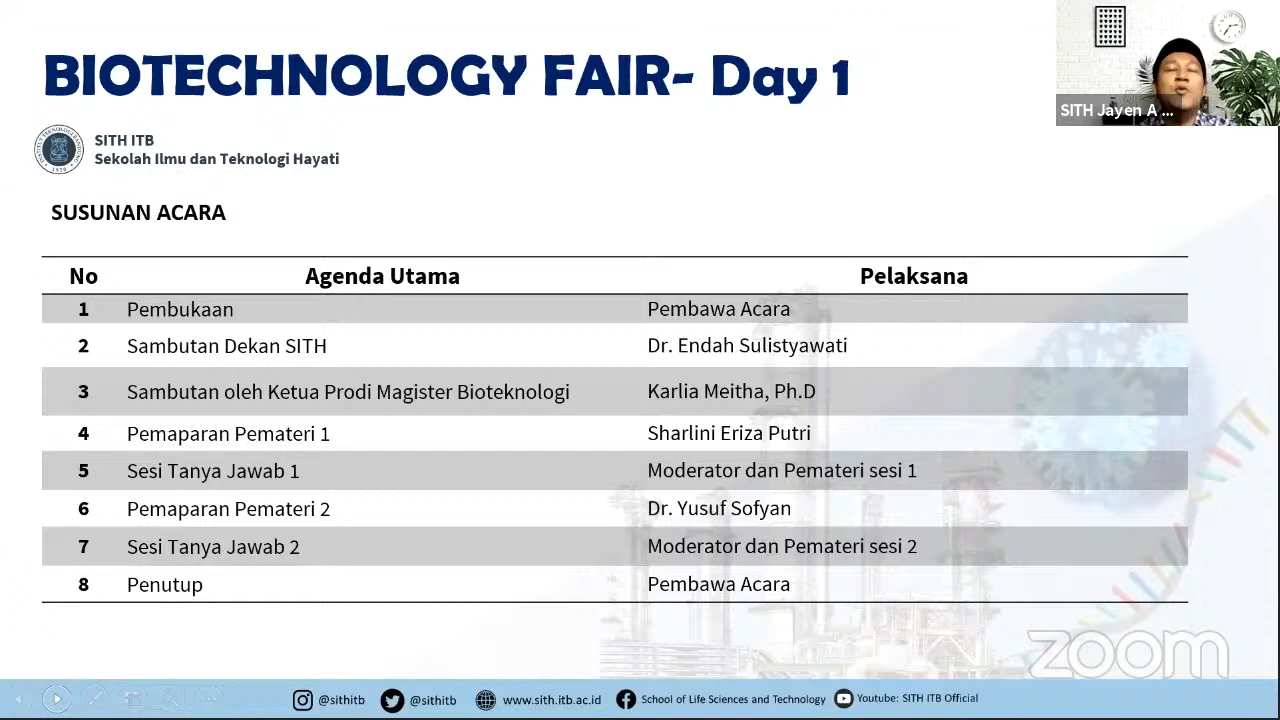 BIOTECHNOLOGY FAIR- Day 1
SITH Jayen A ...
SITH ITB
Sekolah Ilmu dan Teknologi Hayati
SUSUNAN ACARA
No Agenda Utama Pelaksana
1 Pembukaan Pembawa Acara
2 Sambutan Dekan SITH Dr. Endah Sulistyawati
3 Sambutan oleh Ketua Prodi Magister Bioteknologi Karlia Meitha, Ph.D
4 Pemaparan Pemateri 1 Sharlini Eriza Putri
5 Sesi Tanya Jawab 1 Moderator dan Pemateri sesi 1
6 Pemaparan Pemateri 2 Dr. Yusuf Sofyan
7 Sesi Tanya Jawab 2 Moderator dan Pemateri sesi 2
8 Penutup Pembawa Acara
zoom
@sithitb @sithitb www.sith.itb.ac.id School of Life Sciences and Technology Youtube: SITH ITB Official